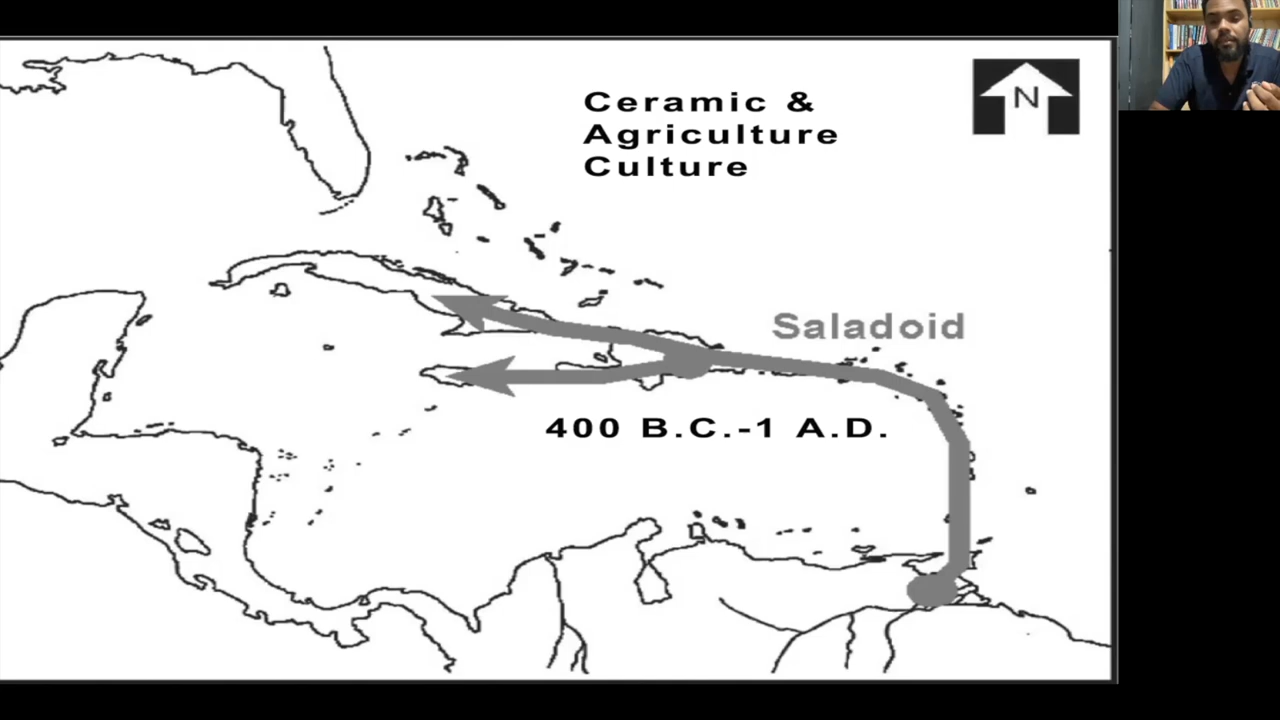 Ceramic &
Agriculture
Culture
N
Saladoid
400 B.C.-1 A.D.